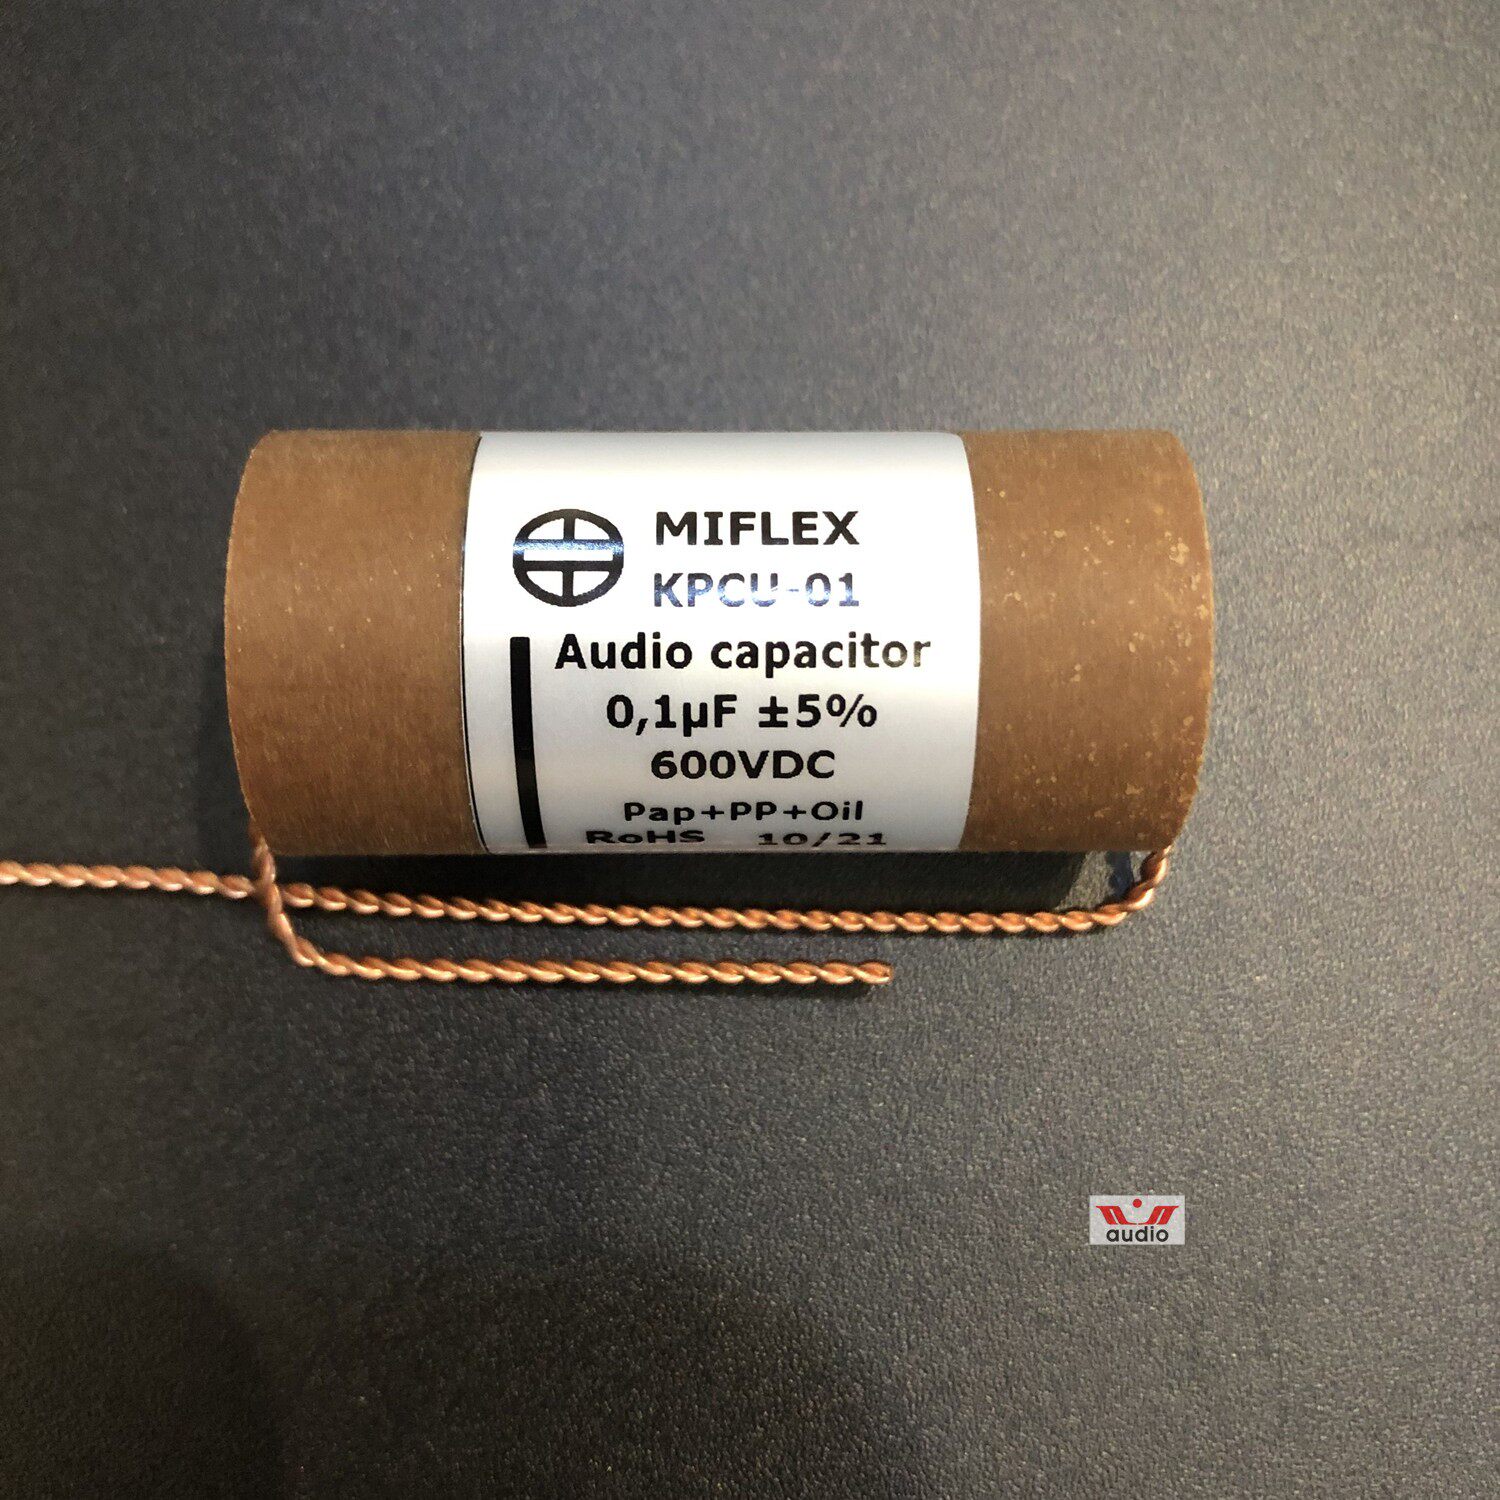 MIFLEX
KPCU-01
Audio capacitor
0,1µF ±5%
600VDC
Pap+PP+Oil
RoHS 10/21
audio